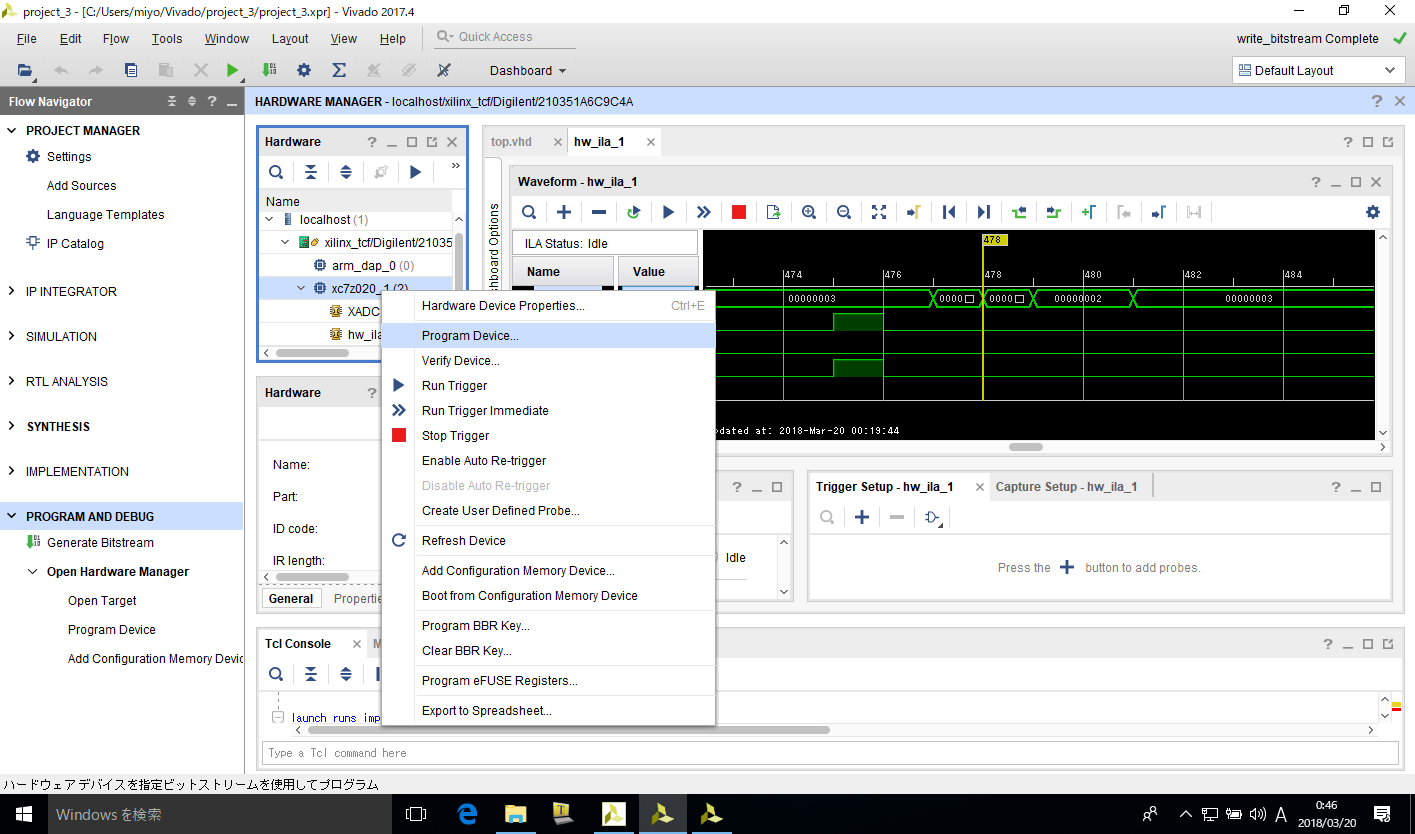 project_3 - [C:/Users/miyo/Vivado/project_3/project_3.xpr] - Vivado 2017.4
File Edit Flow Tools Window Layout View Help Quick Access
write_bitstream Complete
Dashboard
Default Layout
Flow Navigator
HARDWARE MANAGER - localhost/xilinx_tcf/Digilent/210351A6C9C4A
PROJECT MANAGER
Settings
Add Sources
Language Templates
IP Catalog
IP INTEGRATOR
SIMULATION
RTL ANALYSIS
SYNTHESIS
IMPLEMENTATION
PROGRAM AND DEBUG
Generate Bitstream
Open Hardware Manager
Open Target
Program Device
Add Configuration Memory Devic
Hardware
Name
localhost (1)
xilinx_tcf/Digilent/21035
arm_dap_0 (0)
xc7z020_1 (2)
XADC
hw_ila
Hardware
Name:
Part:
ID code:
IR length:
General Propertie
top.vhd
hw_ila_1
hboard Options
Waveform - hw_ila_1
ILA Status: Idle
Name Value
478
474 476 478 480 482 484
00000003 0000 0000 00000002 00000003
dated at: 2018-Mar-20 00:19:44
Hardware Device Properties... Ctrl+E
Program Device...
Verify Device...
Run Trigger
Run Trigger Immediate
Stop Trigger
Enable Auto Re-trigger
Disable Auto Re-trigger
Create User Defined Probe...
Refresh Device
Add Configuration Memory Device...
Boot from Configuration Memory Device
Program BBR Key...
Clear BBR Key...
Program eFUSE Registers...
Export to Spreadsheet...
Idle
Trigger Setup - hw_ila_1
Capture Setup - hw_ila_1
Press the + button to add probes.
Tcl Console
M
launch_runs imp
Type a Tcl command here
ハードウェア デバイスを指定ビットストリームを使用してプログラム
Windows を検索
A
0:46
2018/03/20